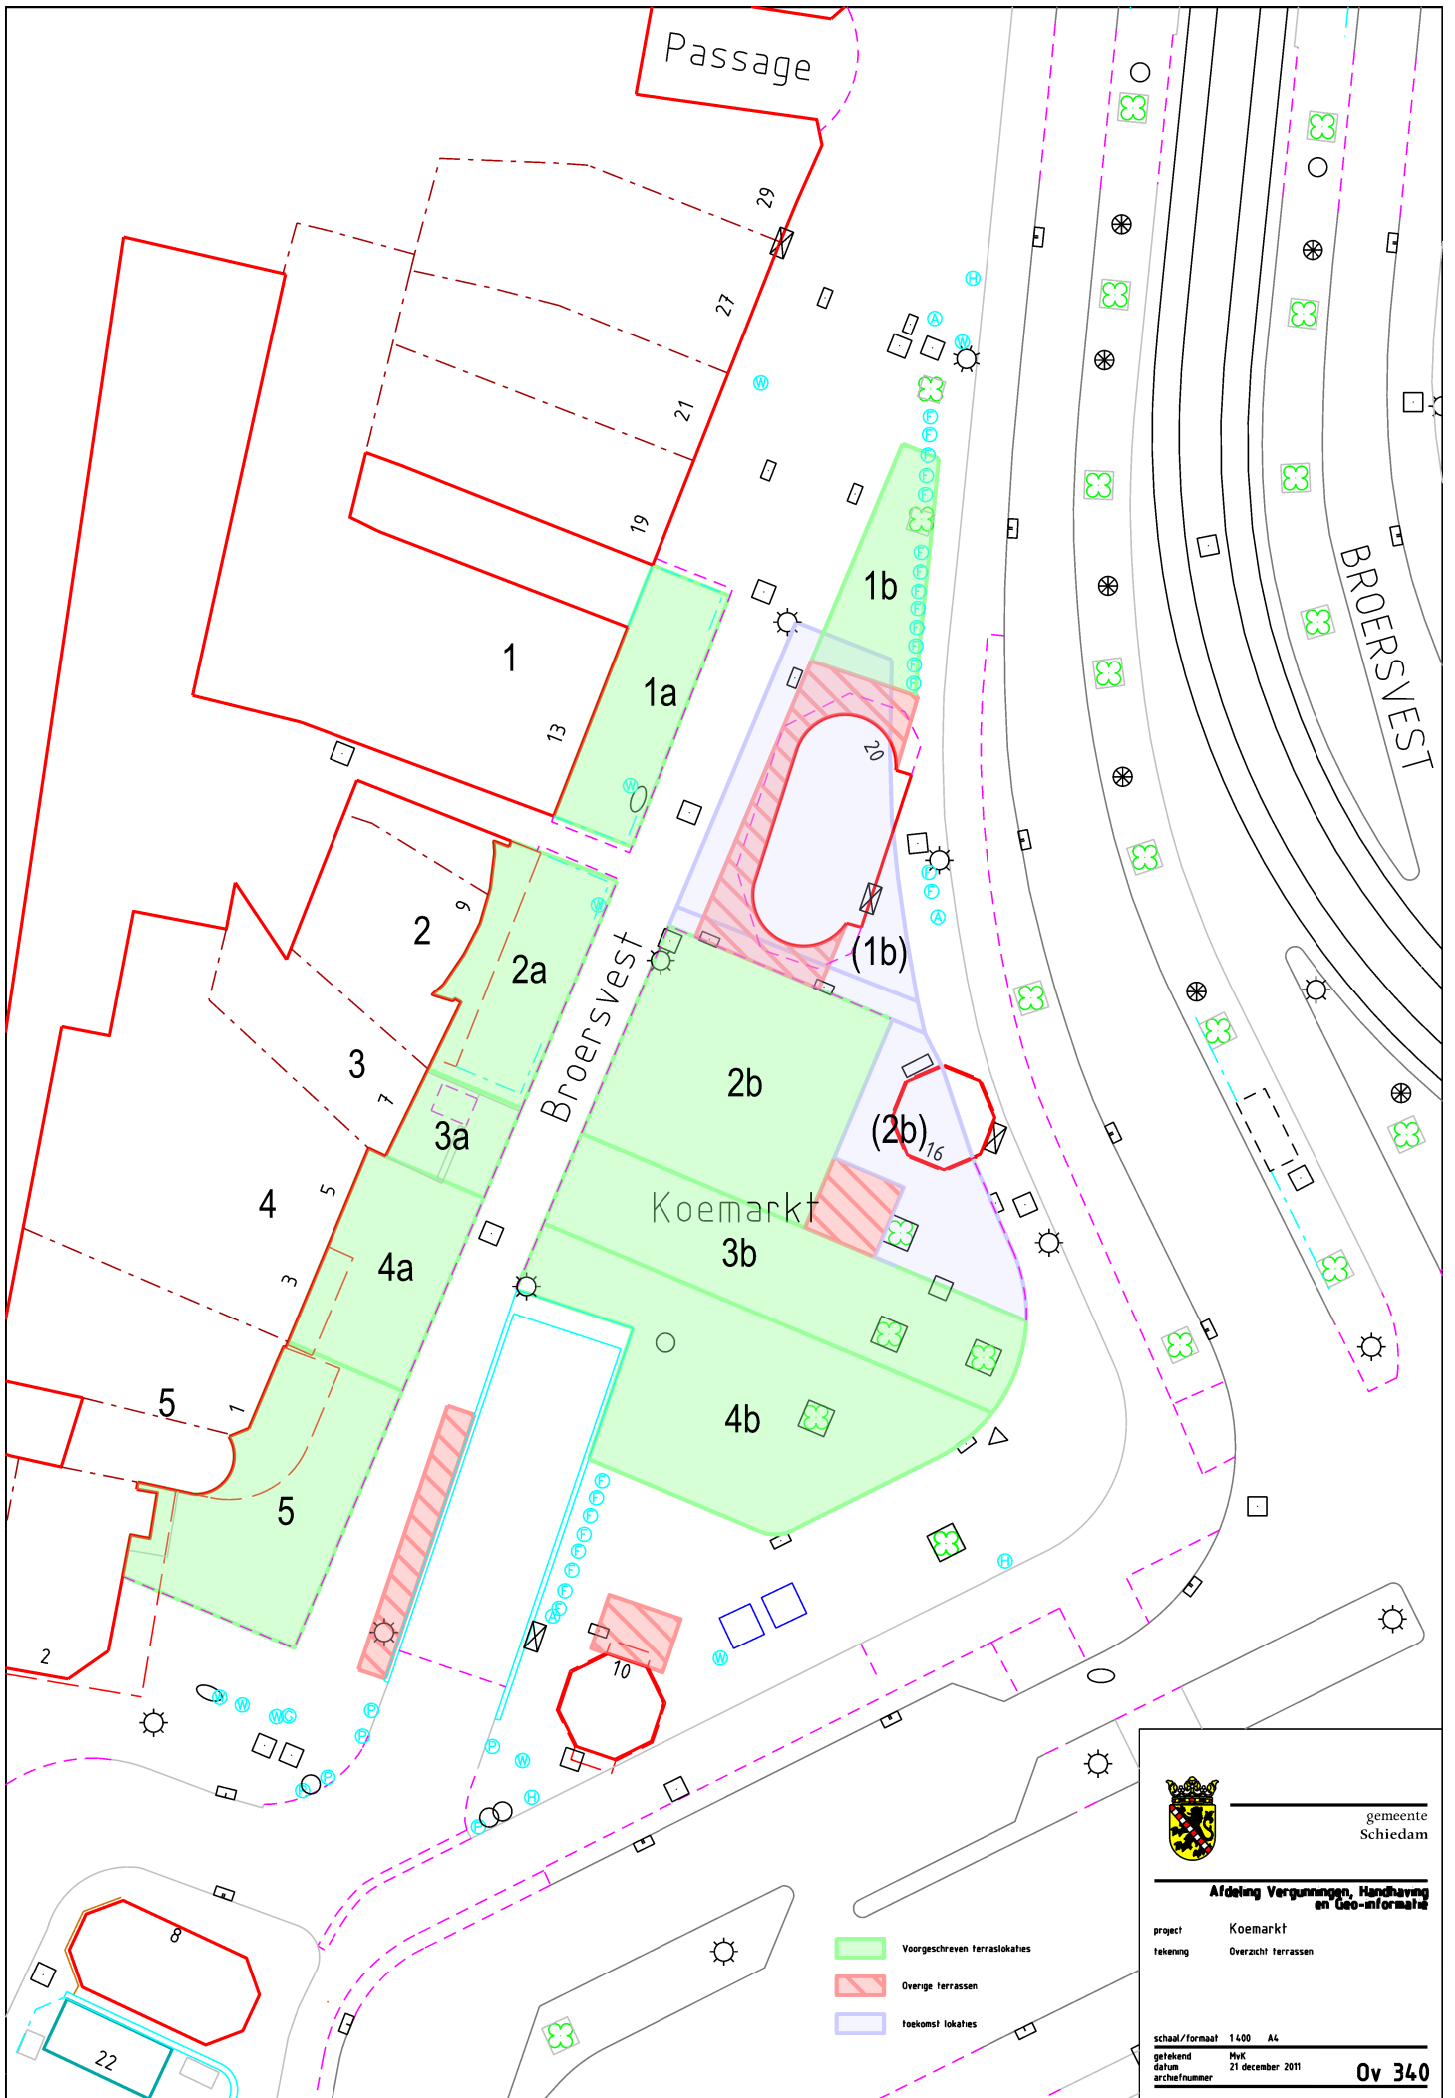 Passage
29
27
21
19
1b
1
1a
BROERSVEST
13
20
9
2
2a
(1b)
Broersvest
3
2b
7
3a
(2b)
16
5
4
Koemarkt
3b
4a
3
5
1
4b
5
2
10
8
22
Voorgeschreven terraslokaties
Overige terrassen
toekomst lokaties
gemeente
Schiedam
Afdeling Vergunningen, Handhaving
en Geo-informatie
project Koemarkt
tekening Overzicht terrassen
schaal/formaat 1 400 A4
getekend MvK
datum 21 december 2011
archiefnummer Ov 340